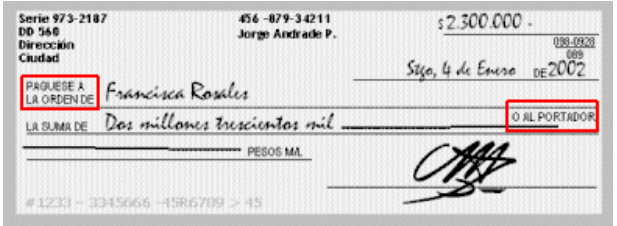 Serie 973-2187
DD 560
Dirección
Ciudad
456 -879-34211
Jorge Andrade P.
$2.300.000 -
098-0928
089
Stgo, 4 de Enero DE 2002
PAGUESE A
LA ORDEN DE Francisca Rosales
LA SUMA DE Dos millones trescientos mil
O AL PORTADOR
PESOS M/L
#1233 - 3345666 -45R6789 > 45